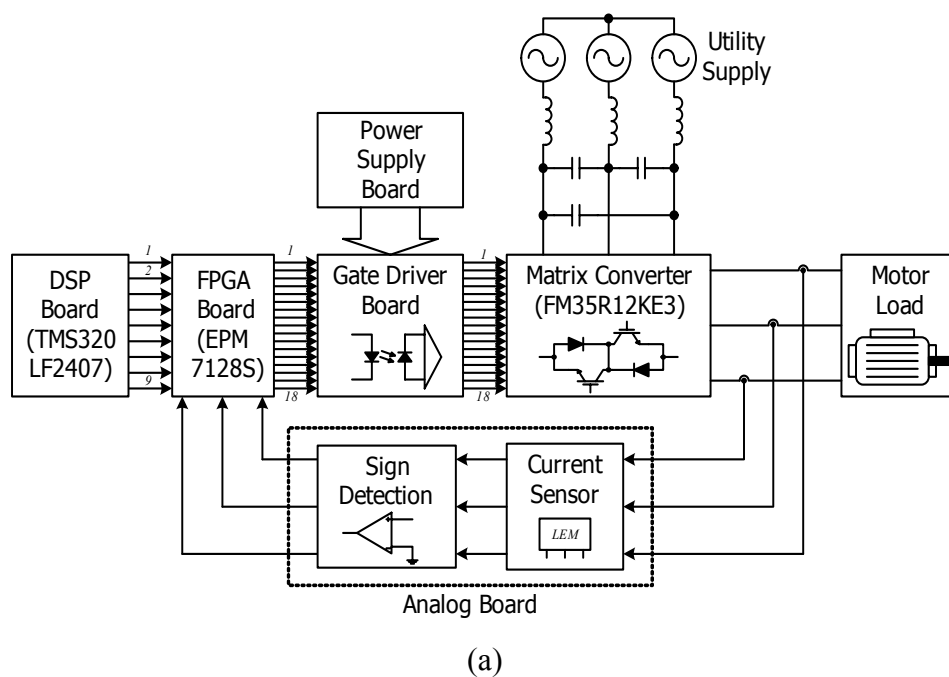 Utility
Supply
Power
Supply
Board
1
2
9
DSP
Board
(TMS320
LF2407)
FPGA
Board
(EPM
7128S)
1
18
Gate Driver
Board
1
18
Matrix Converter
(FM35R12KE3)
Motor
Load
Sign
Detection
Current
Sensor
LEM
Analog Board
(a)